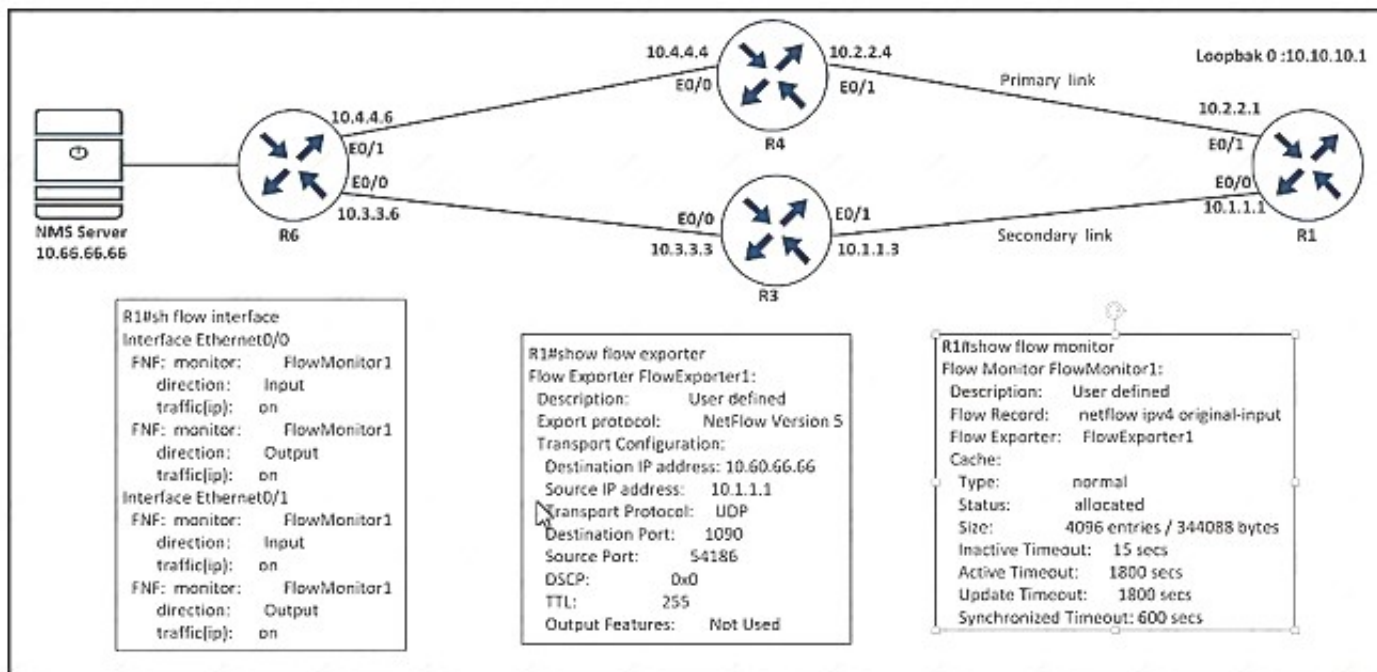 10.4.4.4
10.2.2.4
Loopbak 0 :10.10.10.1
E0/0
E0/1
Primary link
10.4.4.6
10.2.2.1
E0/1
R4
E0/1
E0/0
E0/0
10.3.3.6
E0/0
E0/1
10.1.1.1
NMS Server
R6
Secondary link
R1
10.66.66.66
10.3.3.3
10.1.1.3
R3
R1#sh flow interface
Interface Ethernet0/0
FNF: monitor: FlowMonitor1
direction: Input
traffic(ip): on
FNF: monitor: FlowMonitor1
direction: Output
traffic(ip): on
Interface Ethernet0/1
FNF: monitor: FlowMonitor1
direction: Input
traffic(ip): on
FNF: monitor: FlowMonitor1
direction: Output
traffic(ip): on
R1#show flow exporter
Flow Exporter FlowExporter1:
Description: User defined
Export protocol: NetFlow Version 5
Transport Configuration:
Destination IP address: 10.60.66.66
Source IP address: 10.1.1.1
Transport Protocol: UDP
Destination Port: 1090
Source Port: 54186
DSCP: 0x0
TTL: 255
Output Features: Not Used
R1#show flow monitor
Flow Monitor FlowMonitor1:
Description: User defined
Flow Record: netflow ipv4 original-input
Flow Exporter: FlowExporter1
Cache:
Type: normal
Status: allocated
Size: 4096 entries / 344088 bytes
Inactive Timeout: 15 secs
Active Timeout: 1800 secs
Update Timeout: 1800 secs
Synchronized Timeout: 600 secs